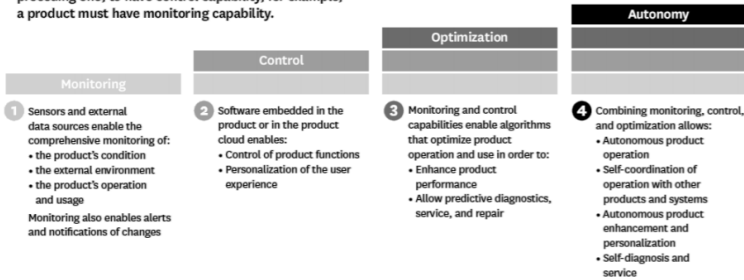 preceding one; to have control capability, for example,
a product must have monitoring capability.
Monitoring
1 Sensors and external
data sources enable the
comprehensive monitoring of:
• the product's condition
• the external environment
• the product's operation
and usage
Monitoring also enables alerts
and notifications of changes
Control
2 Software embedded in the
product or in the product
cloud enables:
• Control of product functions
• Personalization of the user
experience
Optimization
3 Monitoring and control
capabilities enable algorithms
that optimize product
operation and use in order to:
• Enhance product
performance
• Allow predictive diagnostics,
service, and repair
Autonomy
4 Combining monitoring, control,
and optimization allows:
• Autonomous product
operation
• Self-coordination of
operation with other
products and systems
• Autonomous product
enhancement and
personalization
• Self-diagnosis and
service